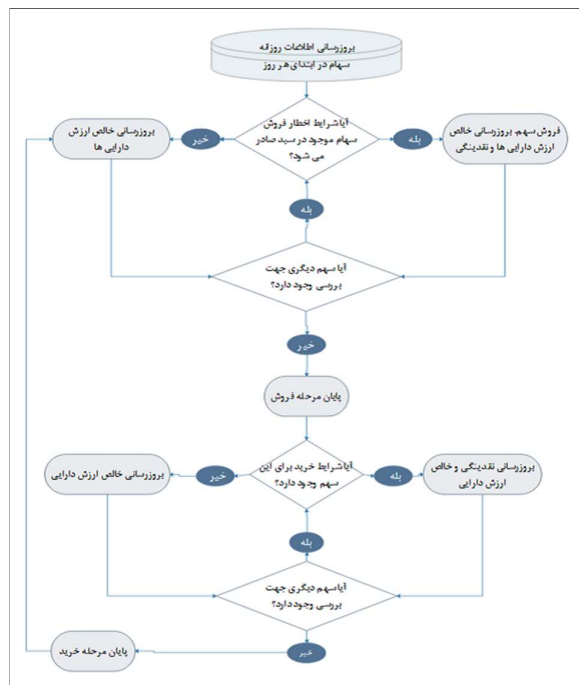 بروزرسانی اطلاعات روزانه
سهام در ابتدای هر روز
آیا شرایط اخطار فروش
سهام موجود در سبد صادر
می شود؟
بله
فروش سهم، بروزرسانی خالص
ارزش دارایی ها و نقدینگی
خیر
بروزرسانی خالص ارزش
دارایی ها
بله
آیا سهم دیگری جهت
بررسی وجود دارد؟
خیر
پایان مرحله فروش
آیا شرایط خرید برای این
سهم وجود دارد؟
بله
بروزرسانی نقدینگی و خالص
ارزش دارایی
خیر
بروزرسانی خالص ارزش دارایی
بله
آیا سهم دیگری جهت
بررسی وجود دارد؟
خیر
پایان مرحله خرید